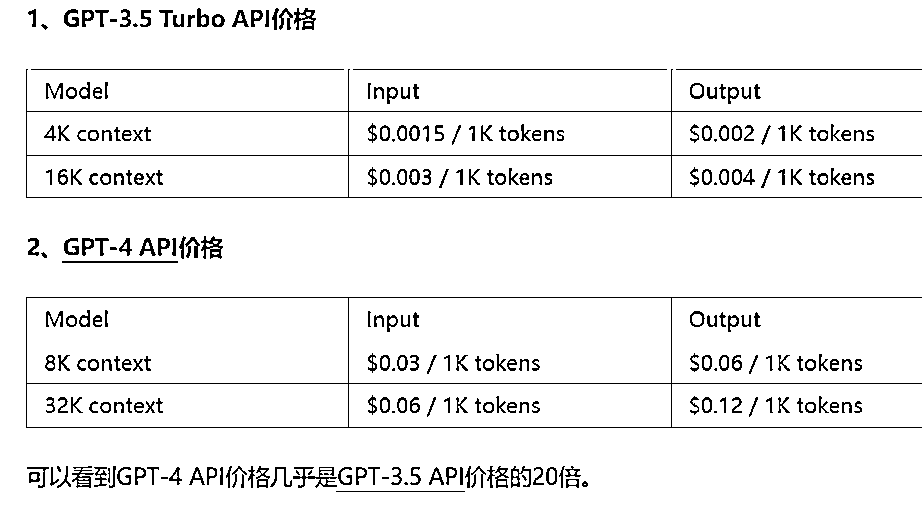 1、GPT-3.5 Turbo API价格
Model Input Output
4K context $0.0015 / 1K tokens $0.002 / 1K tokens
16K context $0.003 / 1K tokens $0.004 / 1K tokens
2、GPT-4 API价格
Model Input Output
8K context $0.03 / 1K tokens $0.06 / 1K tokens
32K context $0.06 / 1K tokens $0.12 / 1K tokens
可以看到GPT-4 API价格几乎是GPT-3.5 API价格的20倍。